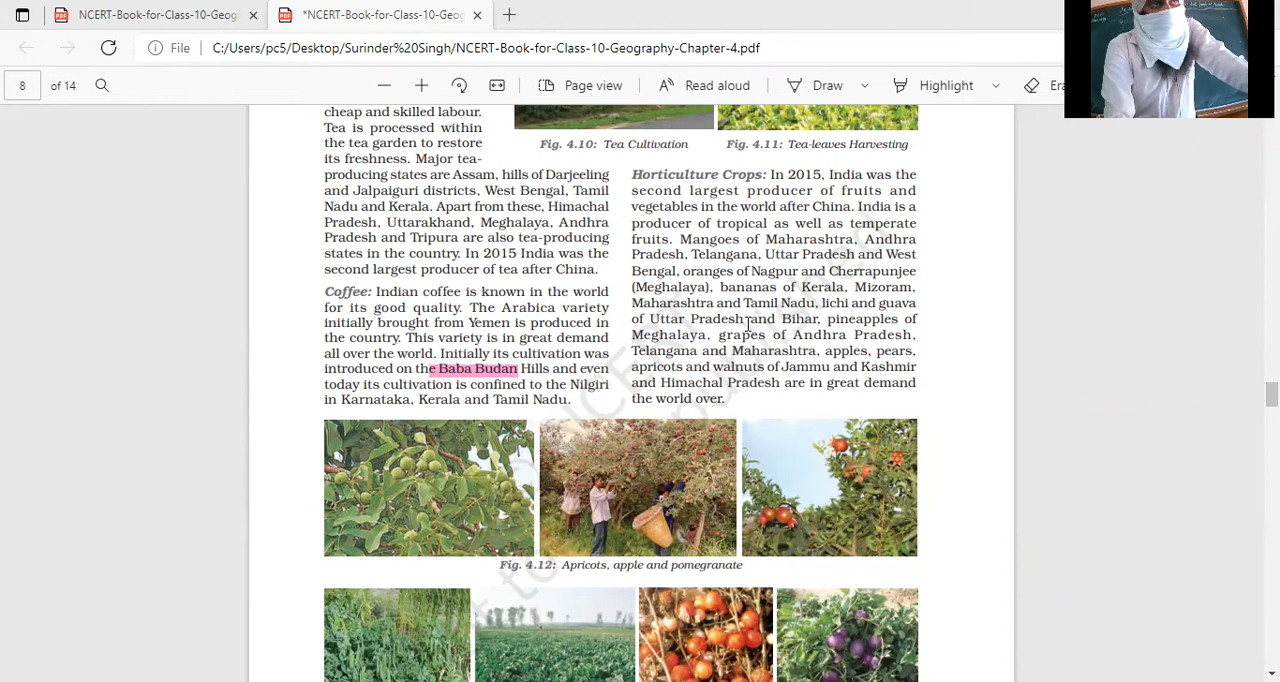 NCERT-Book-for-Class-10-Geogr
*NCERT-Book-for-Class-10-Geog
File
C:/Users/pc5/Desktop/Surinder%20Singh/NCERT-Book-for-Class-10-Geography-Chapter-4.pdf
8 of 14
Page view
Read aloud
Draw
Highlight
Era
cheap and skilled labour.
Tea is processed within
the tea garden to restore
its freshness. Major tea-
producing states are Assam, hills of Darjeeling
and Jalpaiguri districts, West Bengal, Tamil
Nadu and Kerala. Apart from these, Himachal
Pradesh, Uttarakhand, Meghalaya, Andhra
Pradesh and Tripura are also tea-producing
states in the country. In 2015 India was the
second largest producer of tea after China.
Coffee: Indian coffee is known in the world
for its good quality. The Arabica variety
initially brought from Yemen is produced in
the country. This variety is in great demand
all over the world. Initially its cultivation was
introduced on the Baba Budan Hills and even
today its cultivation is confined to the Nilgiri
in Karnataka, Kerala and Tamil Nadu.
Fig. 4.10: Tea Cultivation
Fig. 4.11: Tea-leaves Harvesting
Horticulture Crops: In 2015, India was the
second largest producer of fruits and
vegetables in the world after China. India is a
producer of tropical as well as temperate
fruits. Mangoes of Maharashtra, Andhra
Pradesh, Telangana, Uttar Pradesh and West
Bengal, oranges of Nagpur and Cherrapunjee
(Meghalaya), bananas of Kerala, Mizoram,
Maharashtra and Tamil Nadu, lichi and guava
of Uttar Pradesh and Bihar, pineapples of
Meghalaya, grapes of Andhra Pradesh,
Telangana and Maharashtra, apples, pears,
apricots and walnuts of Jammu and Kashmir
and Himachal Pradesh are in great demand
the world over.
Fig. 4.12: Apricots, apple and pomegranate